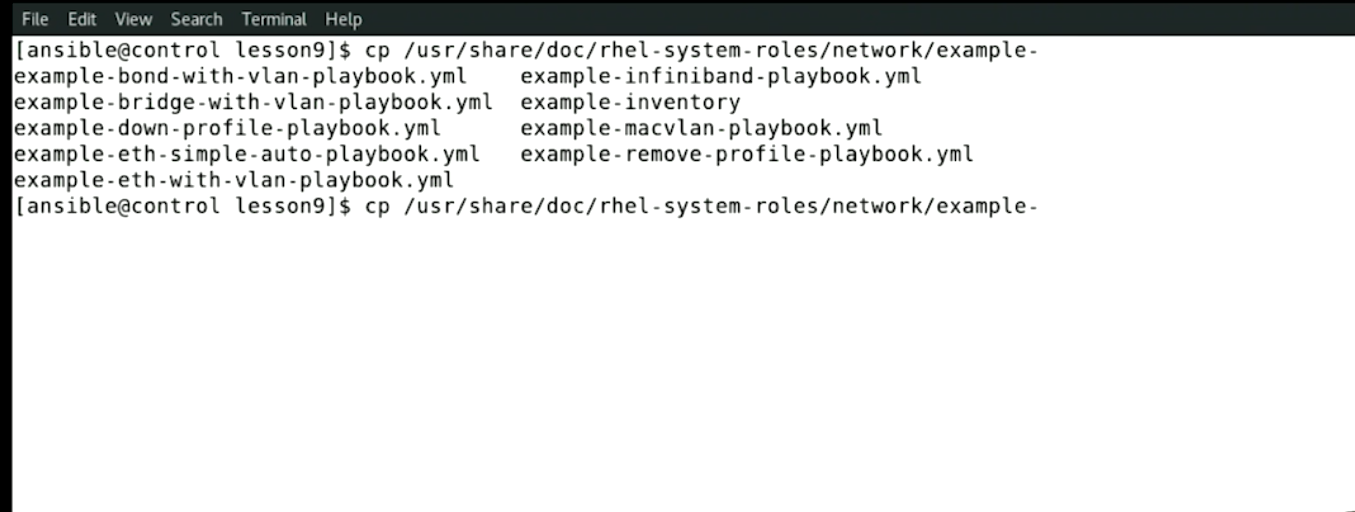 File Edit View Search Terminal Help
[ansible@control lesson9]$ cp /usr/share/doc/rhel-system-roles/network/example-
example-bond-with-vlan-playbook.yml    example-infiniband-playbook.yml
example-bridge-with-vlan-playbook.yml  example-inventory
example-down-profile-playbook.yml      example-macvlan-playbook.yml
example-eth-simple-auto-playbook.yml   example-remove-profile-playbook.yml
example-eth-with-vlan-playbook.yml
[ansible@control lesson9]$ cp /usr/share/doc/rhel-system-roles/network/example-